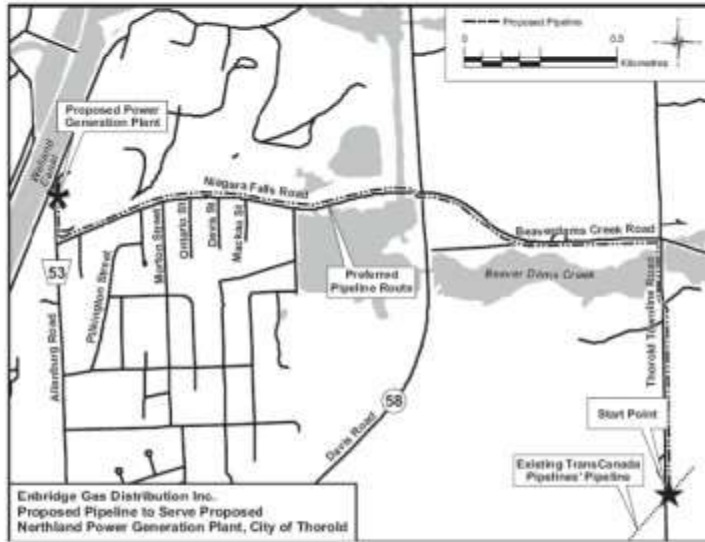 Proposed Pipeline
0
0.5
Kilometres
Proposed Power
Generation Plant
Welland
Canal
Niagara Falls Road
Morton Street
Ontario St
Davis St
Beaverdams Creek Road
Beaver Dams Creek
Preferred
Pipeline Route
53
Pilkington Street
Allanburg Road
Thorold Townline Road
58
Davis Road
Start Point
Existing TransCanada
Pipelines' Pipeline
Enbridge Gas Distribution Inc.
Proposed Pipeline to Serve Proposed
Northland Power Generation Plant, City of Thorold